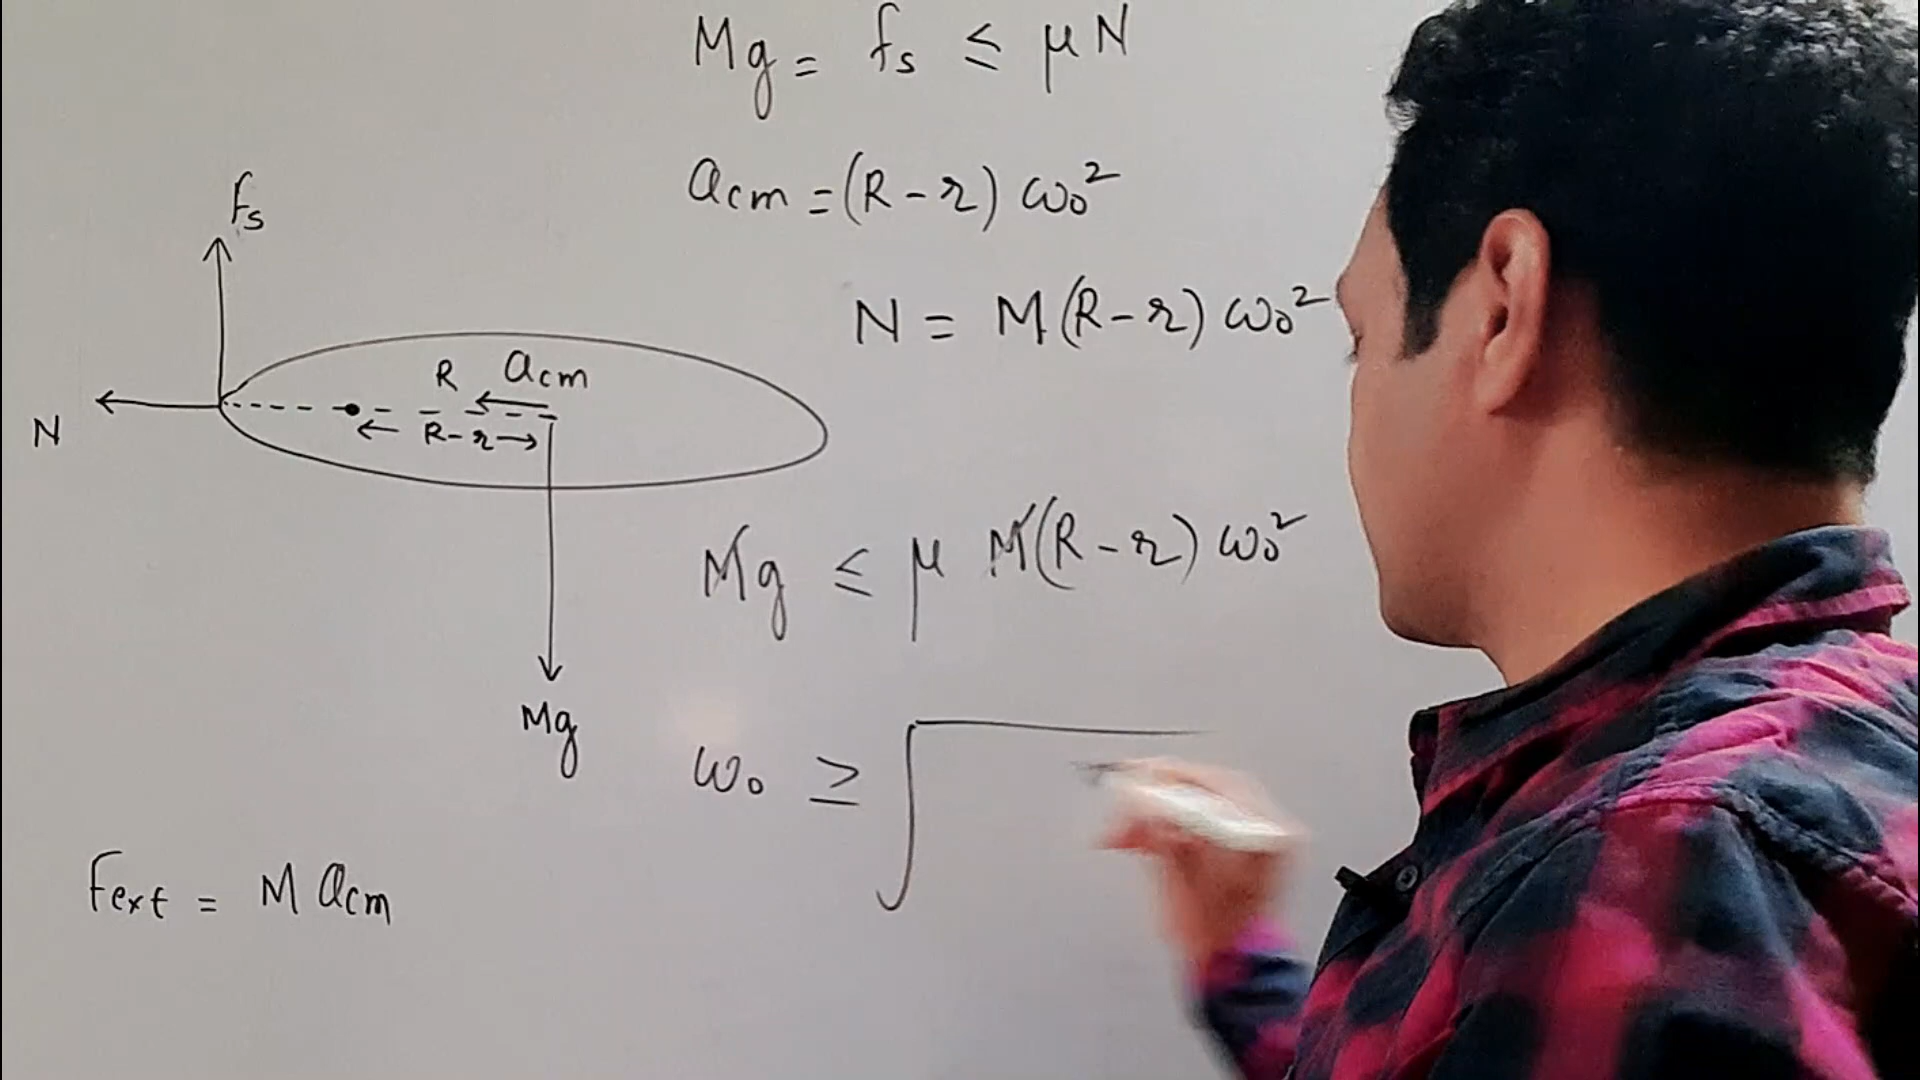 Mg = fs ≤ μN
acm = (R-r) ω₀²
fs
N = M(R-r) ω₀²
R acm
N
R-r
Mg ≤ μ M(R-r) ω₀²
Mg
ω₀ ≥ √
Fext = M acm